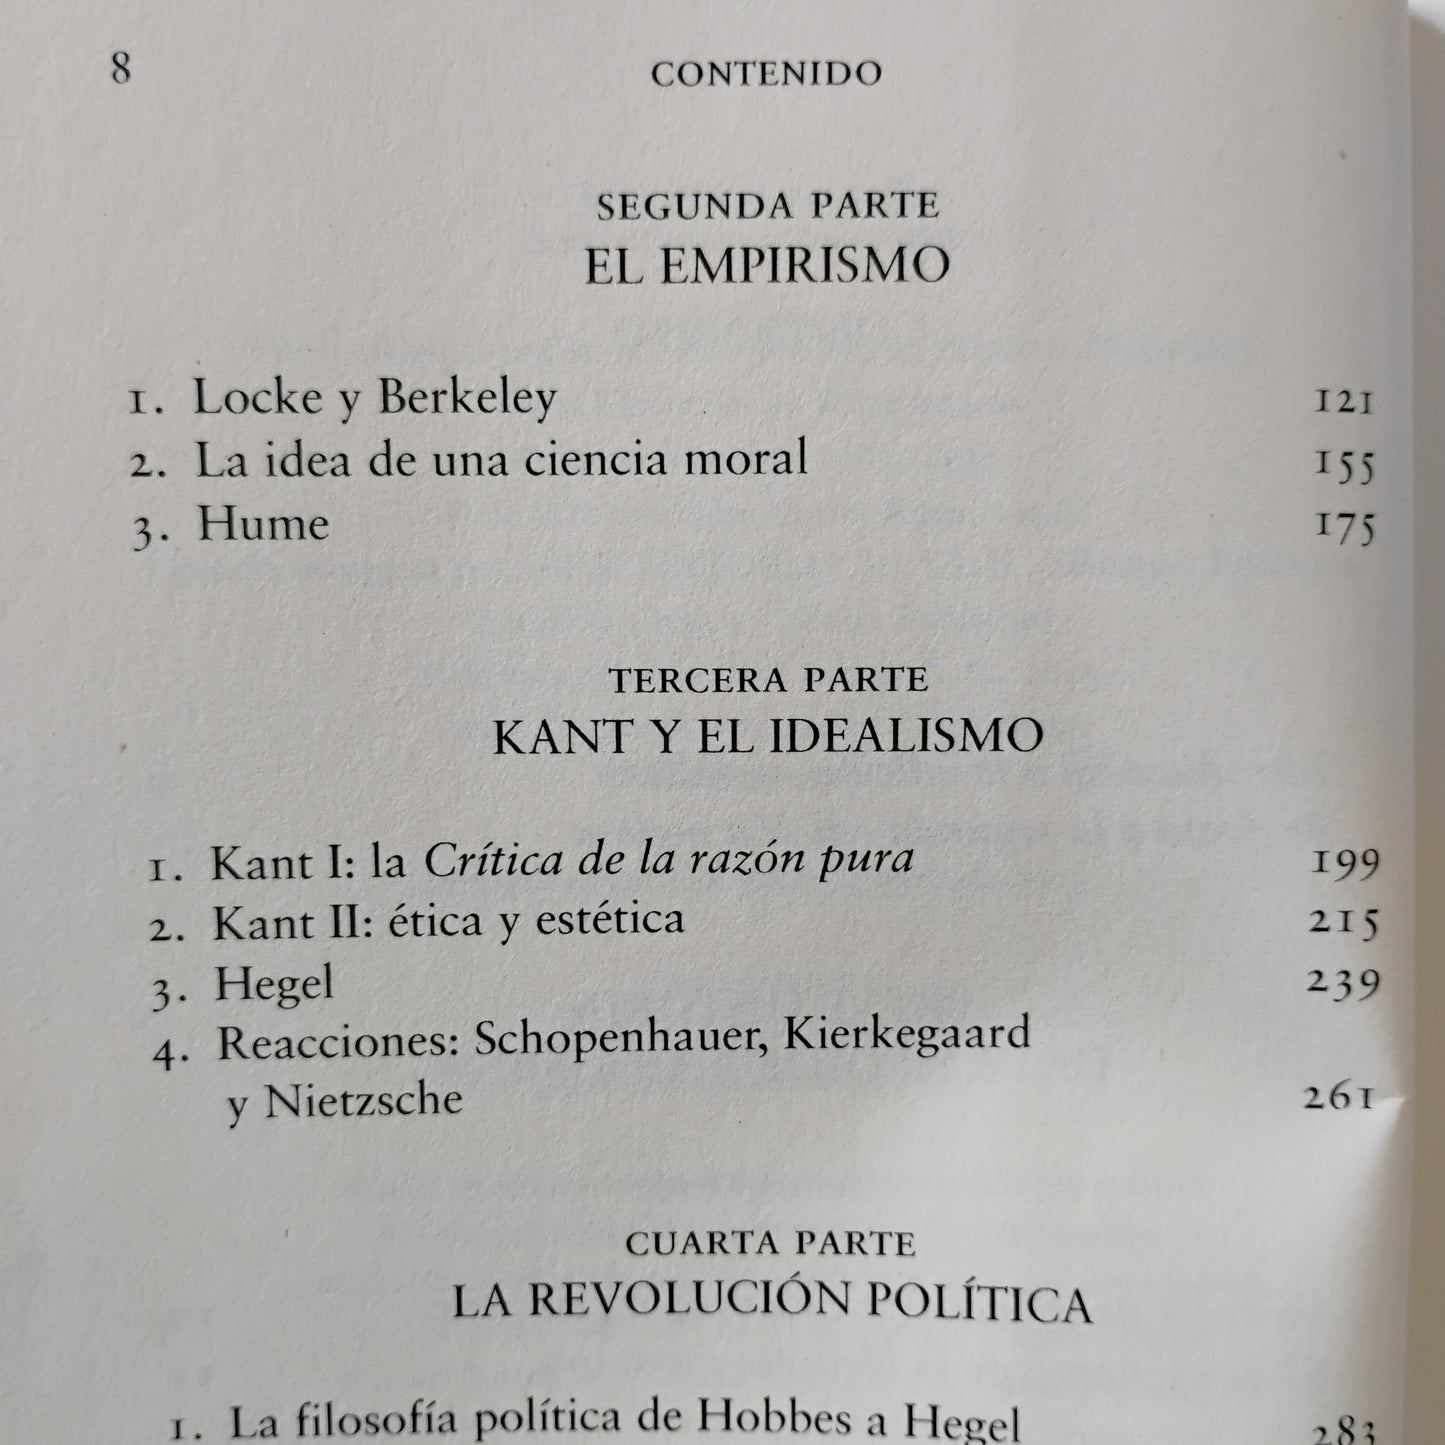 8 CONTENIDO
SEGUNDA PARTE
EL EMPIRISMO
1. Locke y Berkeley 121
2. La idea de una ciencia moral 155
3. Hume 175
TERCERA PARTE
KANT Y EL IDEALISMO
1. Kant I: la Crítica de la razón pura 199
2. Kant II: ética y estética 215
3. Hegel 239
4. Reacciones: Schopenhauer, Kierkegaard
y Nietzsche 261
CUARTA PARTE
LA REVOLUCIÓN POLÍTICA
1. La filosofía política de Hobbes a Hegel 283